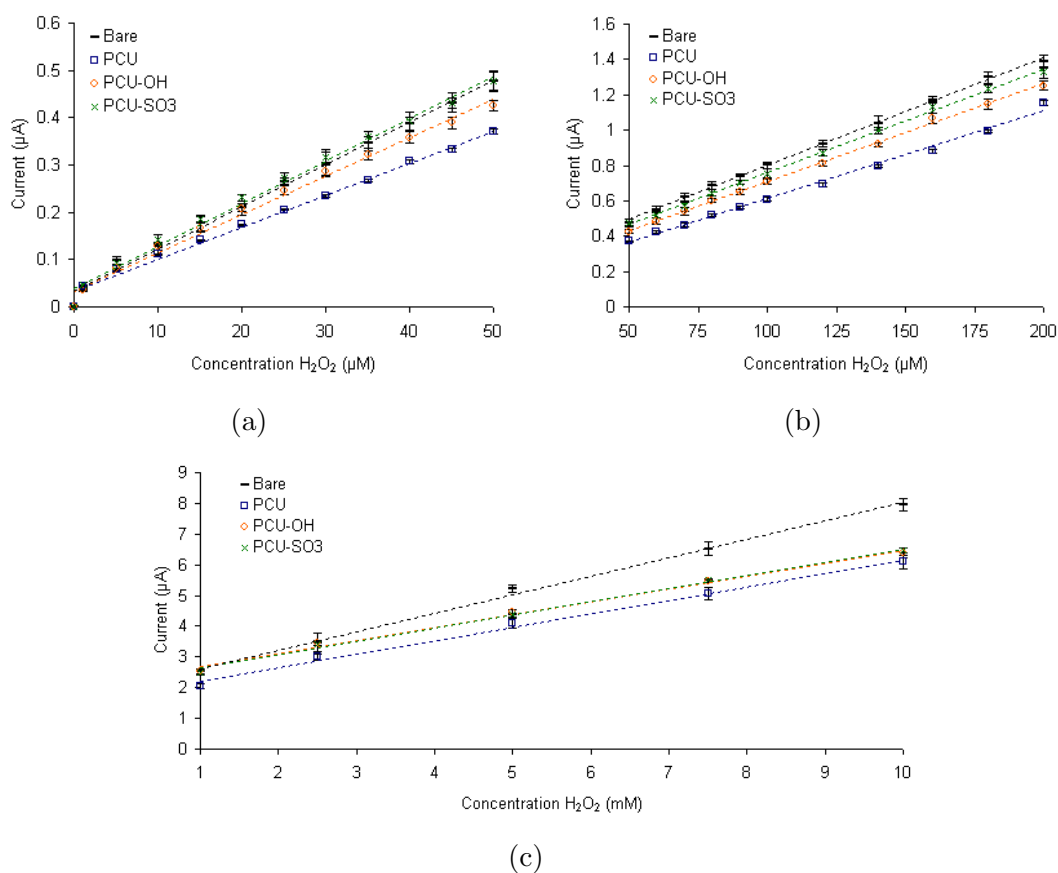 0.6
0.5
0.4
0.3
0.2
0.1
0
Current (µA)
Bare
PCU
PCU-OH
PCU-SO3
0 10 20 30 40 50
Concentration H₂O₂ (µM)
(a)
1.6
1.4
1.2
1
0.8
0.6
0.4
0.2
0
Current (µA)
Bare
PCU
PCU-OH
PCU-SO3
50 75 100 125 150 175 200
Concentration H₂O₂ (µM)
(b)
9
8
7
6
5
4
3
2
1
0
Current (µA)
Bare
PCU
PCU-OH
PCU-SO3
1 2 3 4 5 6 7 8 9 10
Concentration H₂O₂ (mM)
(c)